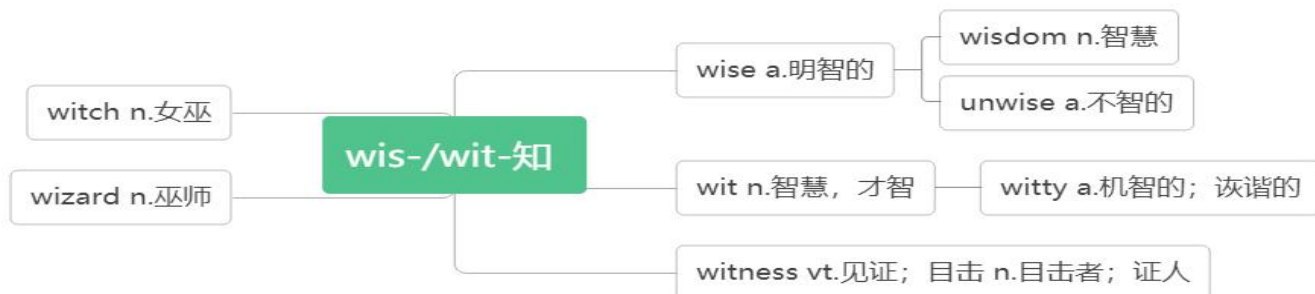 wis-/wit-知
witch n.女巫
wizard n.巫师
wise a.明智的
wisdom n.智慧
unwise a.不智的
wit n.智慧，才智
witty a.机智的；诙谐的
witness vt.见证；目击 n.目击者；证人